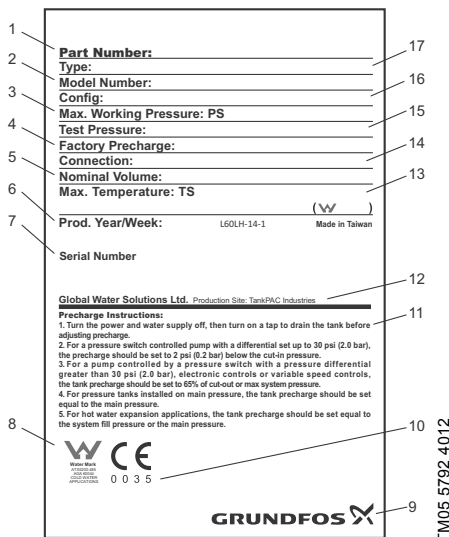 1 Part Number:
Type: 17
2 Model Number:
Config: 16
3 Max. Working Pressure: PS
Test Pressure: 15
4 Factory Precharge:
Connection: 14
5 Nominal Volume:
Max. Temperature: TS 13
(W )
6 Prod. Year/Week: L60LH-14-1 Made in Taiwan
7 Serial Number
Global Water Solutions Ltd. Production Site: TankPAC Industries 12
Precharge Instructions: 11
1. Turn the power and water supply off, then turn on a tap to drain the tank before
adjusting precharge.
2. For a pressure switch controlled pump with a differential set up to 30 psi (2.0 bar),
the precharge should be set to 2 psi (0.2 bar) below the cut-in pressure.
3. For a pump controlled by a pressure switch with a pressure differential
greater than 30 psi (2.0 bar), electronic controls or variable speed controls,
the tank precharge should be set to 65% of cut-out or max system pressure.
4. For pressure tanks installed on main pressure, the tank precharge should be set
equal to the main pressure.
5. For hot water expansion applications, the tank precharge should be set equal to
the system fill pressure or the main pressure.
8 W CE 10
Water Mark
COLD WATER
APPLICATIONS
0 0 3 5
GRUNDFOS 9
TM05 5792 4012